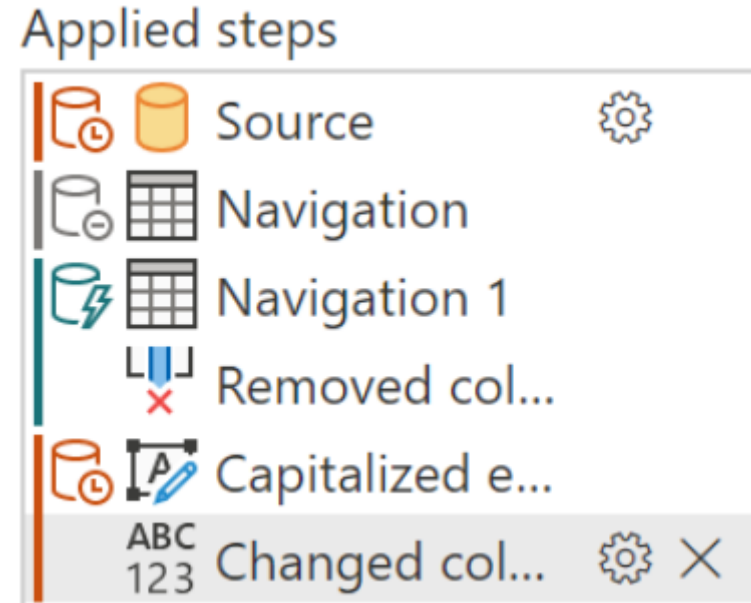 Applied steps
Source
Navigation
Navigation 1
Removed col...
Capitalized e...
ABC
123 Changed col...